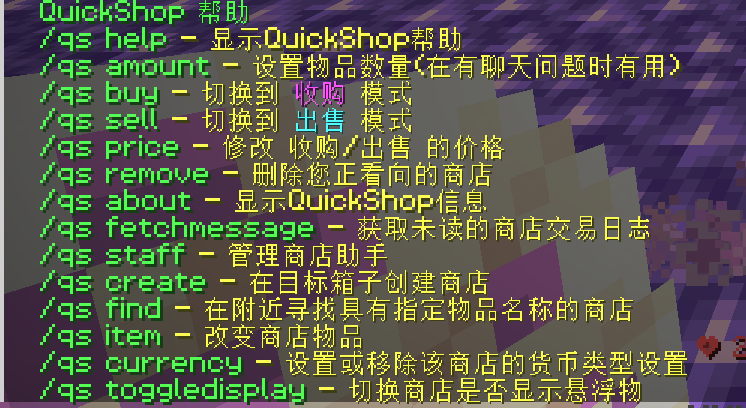 QuickShop 帮助
/qs help - 显示QuickShop帮助
/qs amount - 设置物品数量(在有聊天问题时有用)
/qs buy - 切换到 收购 模式
/qs sell - 切换到 出售 模式
/qs price - 修改 收购/出售 的价格
/qs remove - 删除您正看向的商店
/qs about - 显示QuickShop信息
/qs fetchmessage - 获取未读的商店交易日志
/qs staff - 管理商店助手
/qs create - 在目标箱子创建商店
/qs find - 在附近寻找具有指定物品名称的商店
/qs item - 改变商店物品
/qs currency - 设置或移除该商店的货币类型设置
/qs toggledisplay - 切换商店是否显示悬浮物